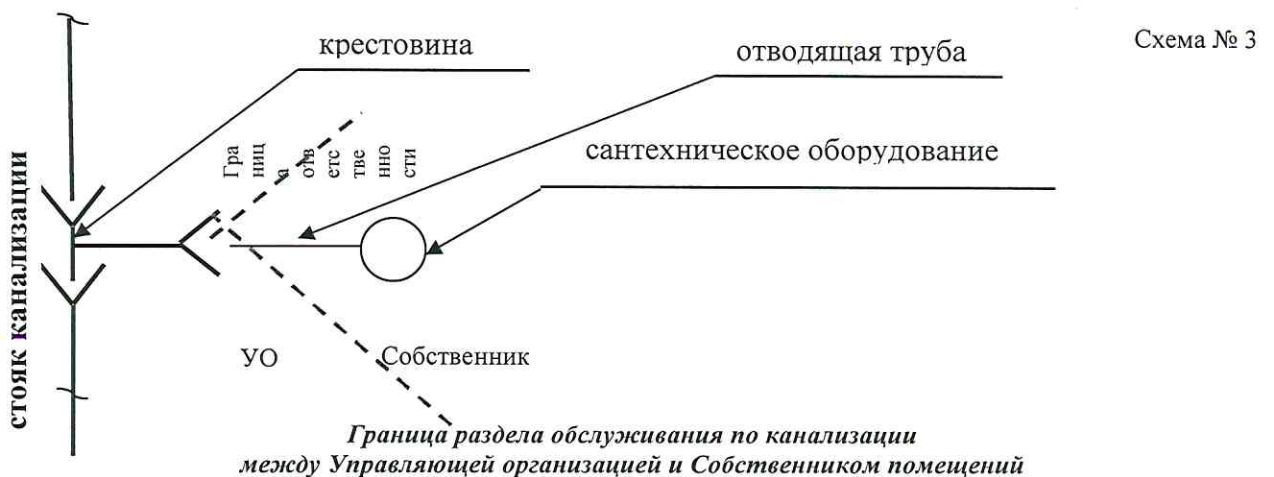 Схема № 3
крестовина
отводящая труба
сантехническое оборудование
стояк канализации
Гра
ниц
а
отв
етс
тве
нно
сти
УО
Собственник
Граница раздела обслуживания по канализации
между Управляющей организацией и Собственником помещений